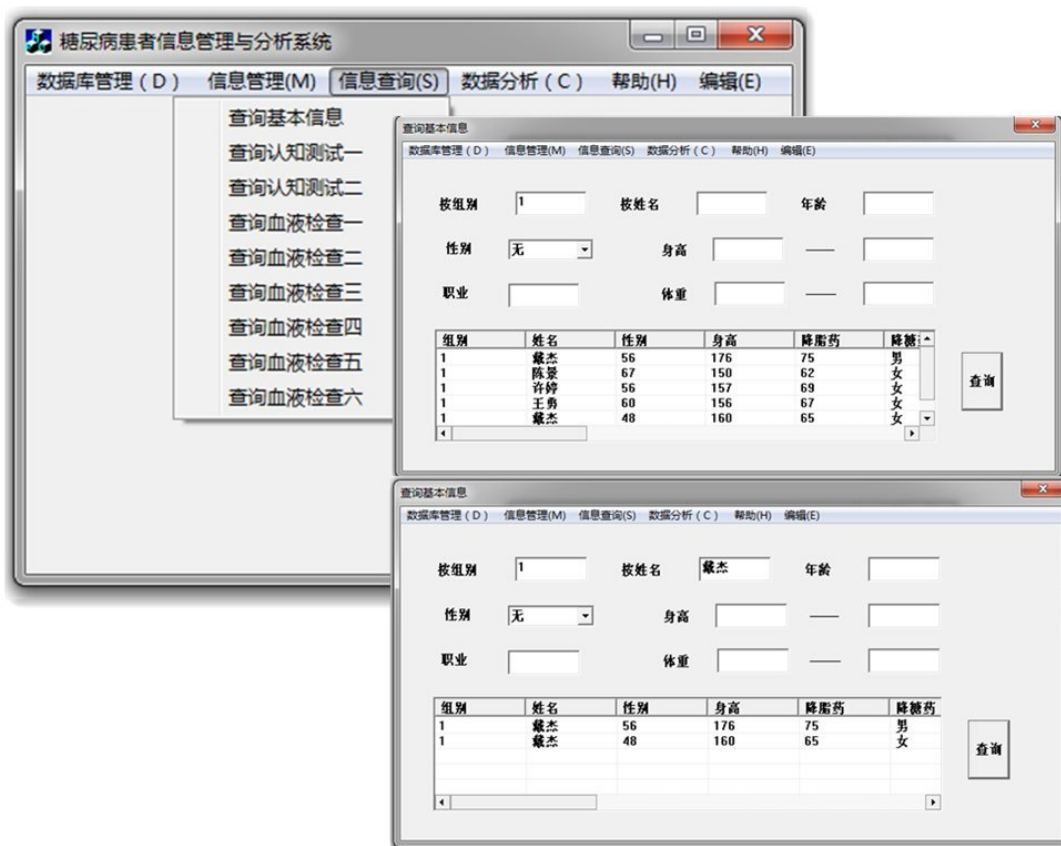 糖尿病患者信息管理与分析系统
数据库管理(D) 信息管理(M) 信息查询(S) 数据分析(C) 帮助(H) 编辑(E)
查询基本信息
查询认知测试一
查询认知测试二
查询血液检查一
查询血液检查二
查询血液检查三
查询血液检查四
查询血液检查五
查询血液检查六
查询基本信息
数据库管理(D) 信息管理(M) 信息查询(S) 数据分析(C) 帮助(H) 编辑(E)
按组别 1 按姓名 年龄
性别 无 身高 ——
职业 体重 ——
组别 姓名 性别 身高 降脂药 降糖
1 戴杰 56 176 75 男
1 陈景 67 150 62 女
1 许婷 56 157 69 女
1 王勇 60 156 67 女
1 戴杰 48 160 65 女
查询
查询基本信息
数据库管理(D) 信息管理(M) 信息查询(S) 数据分析(C) 帮助(H) 编辑(E)
按组别 1 按姓名 戴杰 年龄
性别 无 身高 ——
职业 体重 ——
组别 姓名 性别 身高 降脂药 降糖药
1 戴杰 56 176 75 男
1 戴杰 48 160 65 女
查询